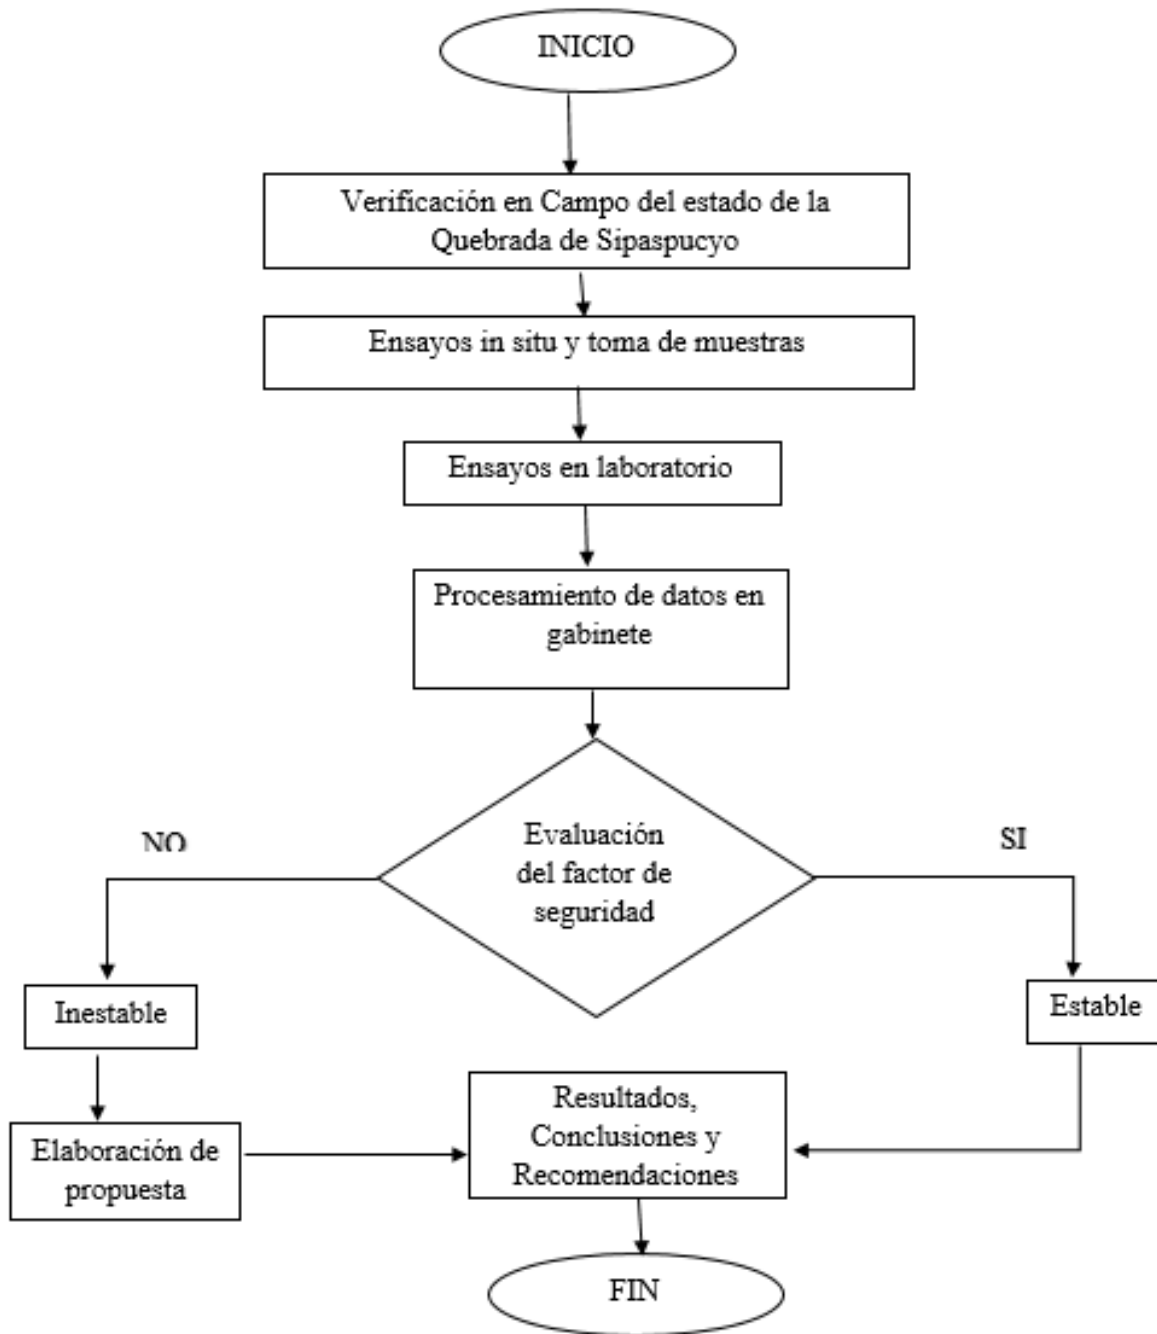 INICIO
Verificación en Campo del estado de la
Quebrada de Sipaspucyo
Ensayos in situ y toma de muestras
Ensayos en laboratorio
Procesamiento de datos en
gabinete
Evaluación
del factor de
seguridad
NO
SI
Inestable
Estable
Elaboración de
propuesta
Resultados,
Conclusiones y
Recomendaciones
FIN